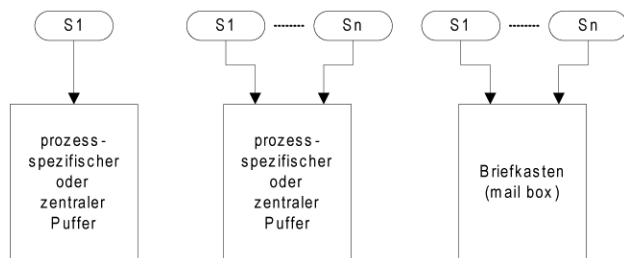 S1
S1 Sn
S1 Sn
prozess-
spezifischer
oder
zentraler
Puffer
prozess-
spezifischer
oder
zentraler
Puffer
Briefkasten
(mail box)